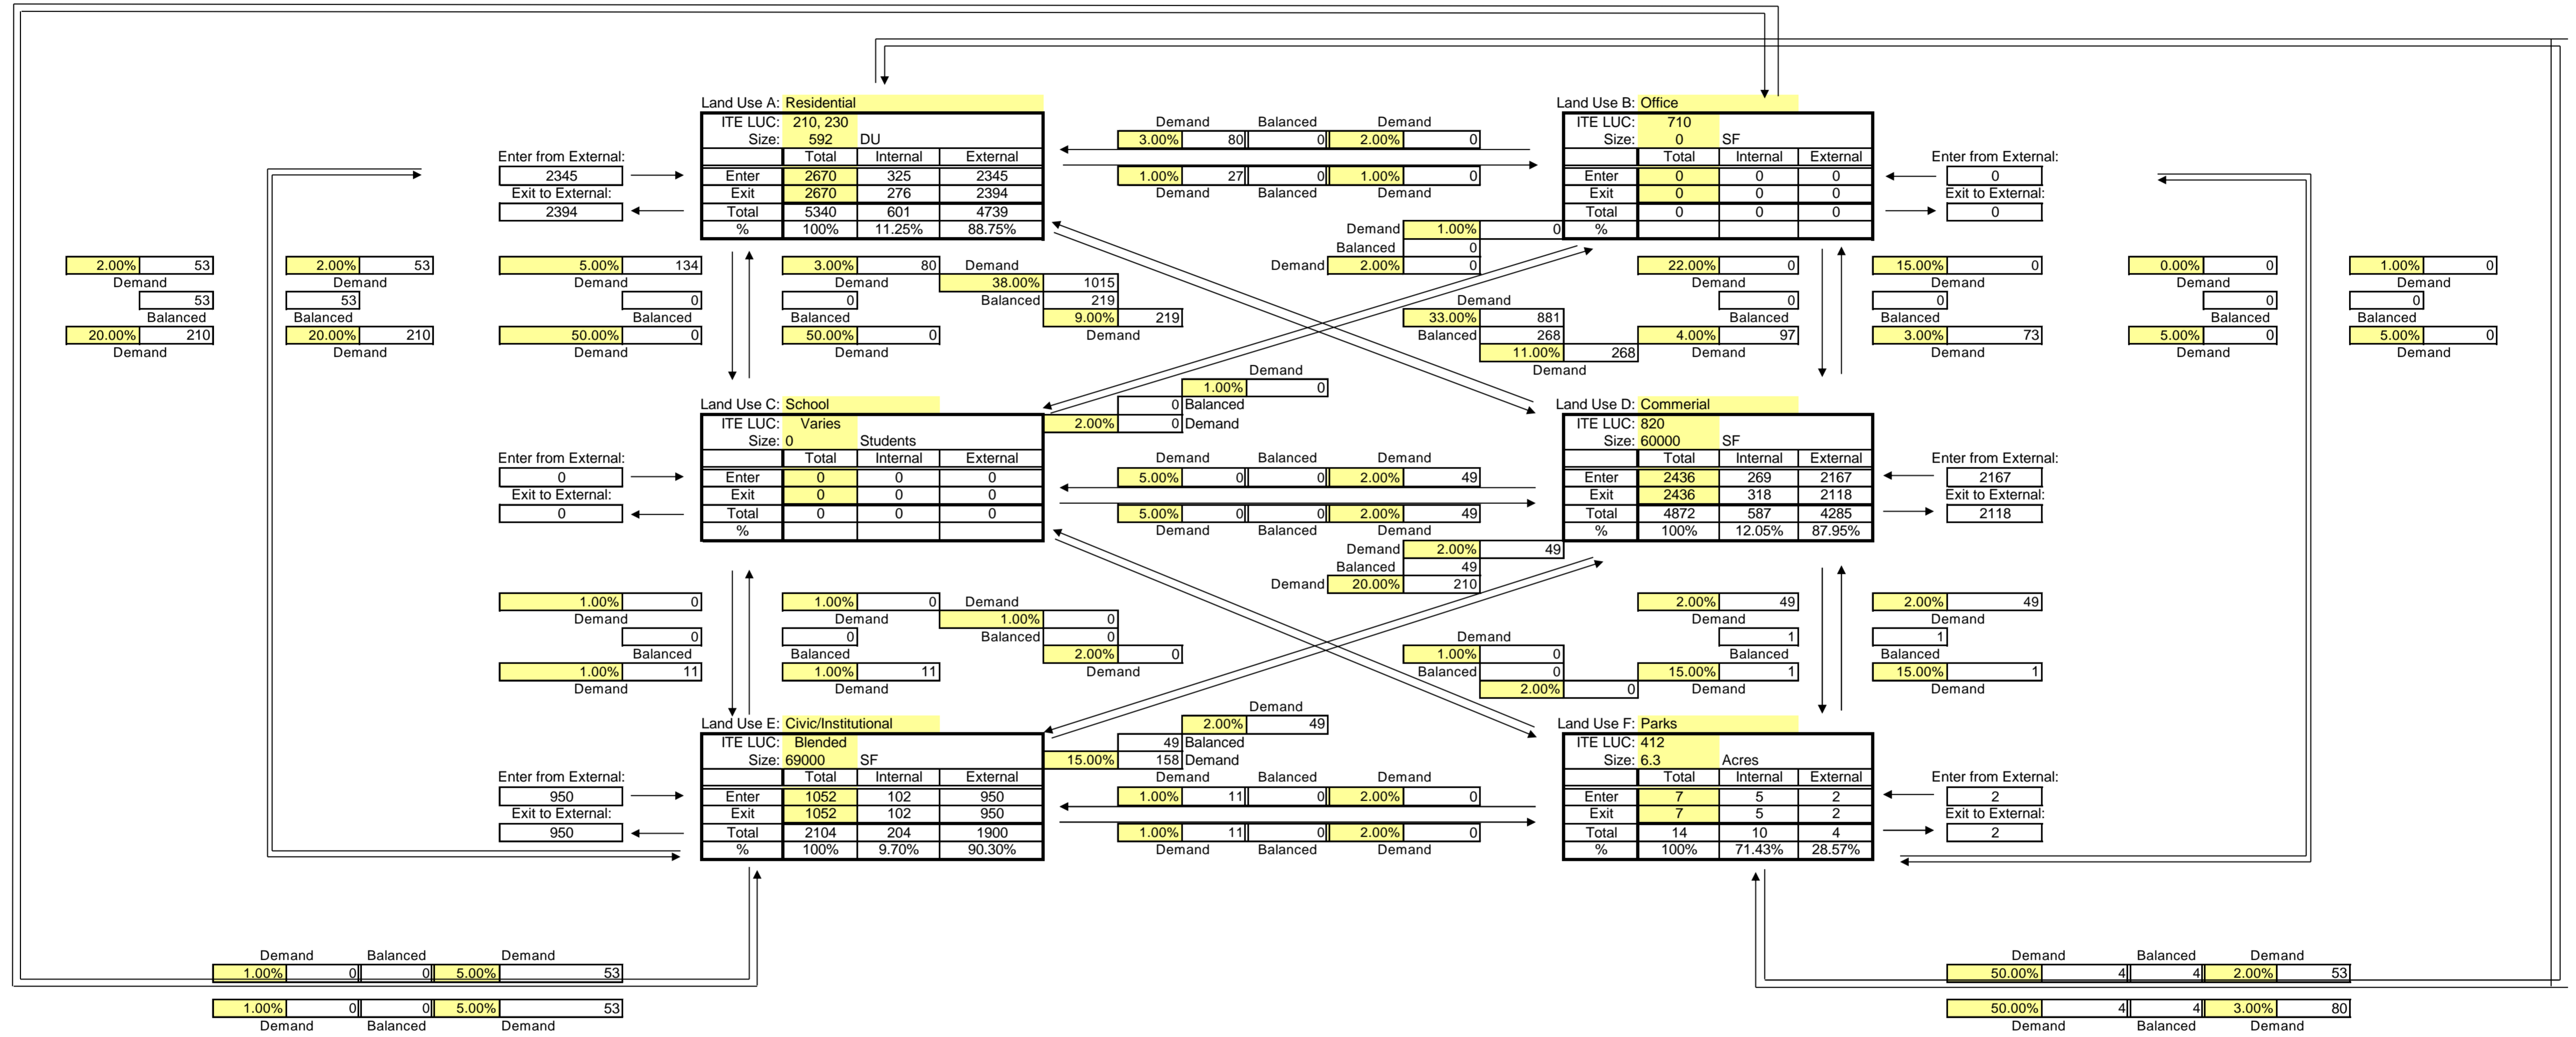 Land Use A: Residential
ITE LUC: 210, 230
Size: 592 DU
Total Internal External
Enter 2670 325 2345
Exit 2670 276 2394
Total 5340 601 4739
% 100% 11.25% 88.75%
Enter from External:
2345
Exit to External:
2394
Demand Balanced Demand
3.00% 80 0 2.00% 0
1.00% 27 0 1.00% 0
Demand Balanced Demand
Land Use B: Office
ITE LUC: 710
Size: 0 SF
Total Internal External
Enter 0 0 0
Exit 0 0 0
Total 0 0 0
%
Enter from External:
0
Exit to External:
0
Demand 1.00% 0
Balanced 0
Demand 2.00% 0
2.00% 53
Demand
53
Balanced
20.00% 210
Demand
2.00% 53
Demand
53
Balanced
20.00% 210
Demand
5.00% 134
Demand
0
Balanced
50.00% 0
Demand
3.00% 80
Demand
0
Balanced
50.00% 0
Demand
Demand
38.00% 1015
Balanced 219
9.00% 219
Demand
Demand
33.00% 881
Balanced 268
11.00% 268
Demand
22.00% 0
Demand
0
Balanced
4.00% 97
Demand
15.00% 0
Demand
0
Balanced
3.00% 73
Demand
0.00% 0
Demand
0
Balanced
5.00% 0
Demand
1.00% 0
Demand
0
Balanced
5.00% 0
Demand
Demand
1.00% 0
0 Balanced
2.00% 0 Demand
Land Use C: School
ITE LUC: Varies
Size: 0 Students
Total Internal External
Enter 0 0 0
Exit 0 0 0
Total 0 0 0
%
Enter from External:
0
Exit to External:
0
Demand Balanced Demand
5.00% 0 0 2.00% 49
5.00% 0 0 2.00% 49
Demand Balanced Demand
Land Use D: Commerial
ITE LUC: 820
Size: 60000 SF
Total Internal External
Enter 2436 269 2167
Exit 2436 318 2118
Total 4872 587 4285
% 100% 12.05% 87.95%
Enter from External:
2167
Exit to External:
2118
Demand 2.00% 49
Balanced 49
Demand 20.00% 210
1.00% 0
Demand
0
Balanced
1.00% 11
Demand
1.00% 0
Demand
0
Balanced
1.00% 11
Demand
Demand
1.00% 0
Balanced 0
2.00% 0
Demand
1.00% 0
Balanced 0
2.00% 0
2.00% 49
Demand
1
Balanced
15.00% 1
Demand
2.00% 49
Demand
1
Balanced
15.00% 1
Demand
Demand
2.00% 49
49 Balanced
15.00% 158 Demand
Land Use E: Civic/Institutional
ITE LUC: Blended
Size: 69000 SF
Total Internal External
Enter 1052 102 950
Exit 1052 102 950
Total 2104 204 1900
% 100% 9.70% 90.30%
Enter from External:
950
Exit to External:
950
Demand Balanced Demand
1.00% 11 0 2.00% 0
1.00% 11 0 2.00% 0
Demand Balanced Demand
Land Use F: Parks
ITE LUC: 412
Size: 6.3 Acres
Total Internal External
Enter 7 5 2
Exit 7 5 2
Total 14 10 4
% 100% 71.43% 28.57%
Enter from External:
2
Exit to External:
2
Demand Balanced Demand
1.00% 0 0 5.00% 53
1.00% 0 0 5.00% 53
Demand Balanced Demand
Demand Balanced Demand
50.00% 4 4 2.00% 53
50.00% 4 4 3.00% 80
Demand Balanced Demand